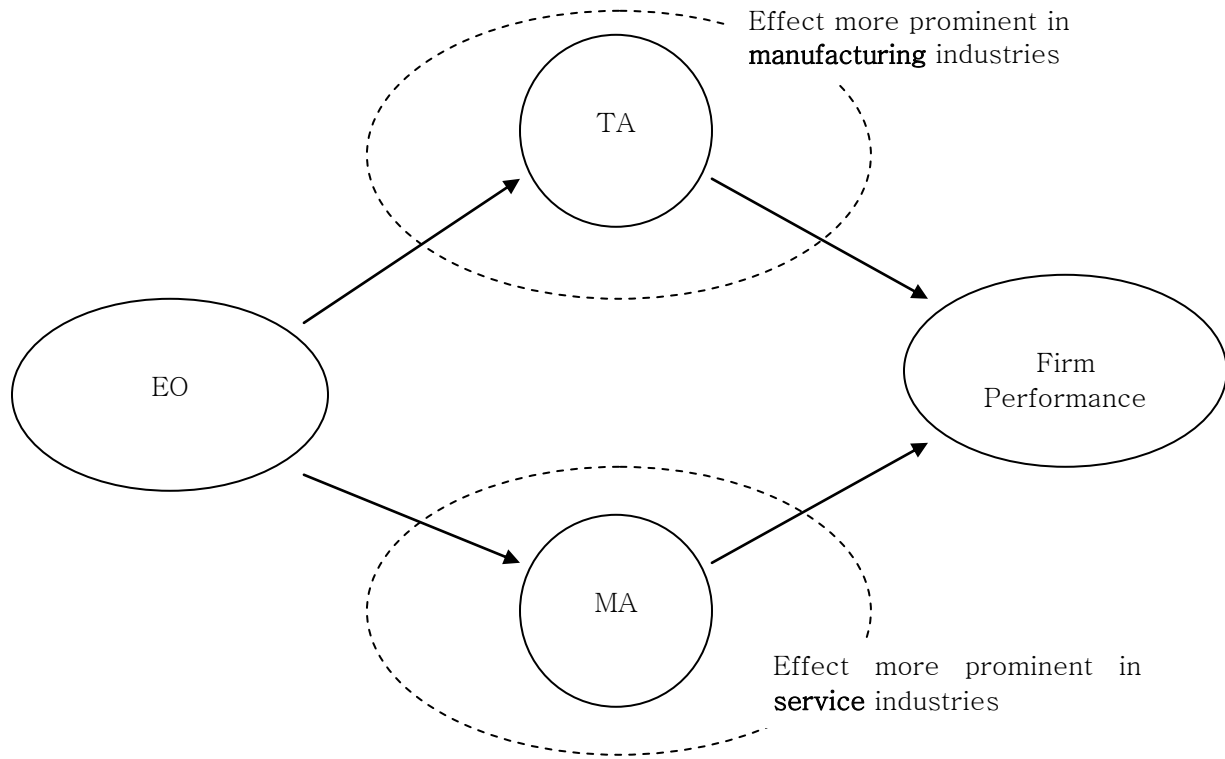 Effect more prominent in
manufacturing industries
TA
EO
Firm
Performance
MA
Effect more prominent in
service industries